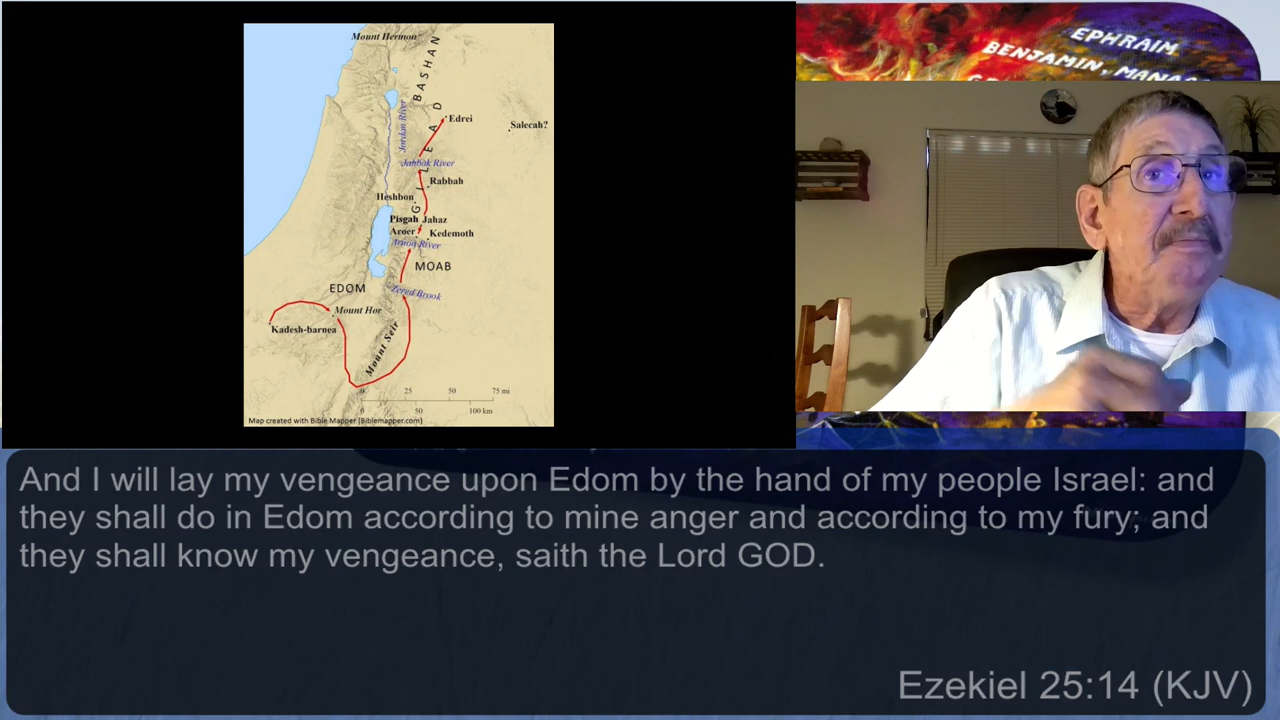 EPHRAIM
BENJAMIN, MANAS
Mount Hermon
BASHAN
GILEAD
Jordan River
Edrei
Salecah?
Jabbok River
Rabbah
Heshbon
Pisgah
Jahaz
Aroer
Kedemoth
Arnon River
MOAB
EDOM
Zered Brook
Mount Hor
Kadesh-barnea
Mount Seir
0 25 50 75 mi
0 50 100 km
Map created with Bible Mapper (Biblemapper.com)
And I will lay my vengeance upon Edom by the hand of my people Israel: and
they shall do in Edom according to mine anger and according to my fury; and
they shall know my vengeance, saith the Lord GOD.
Ezekiel 25:14 (KJV)